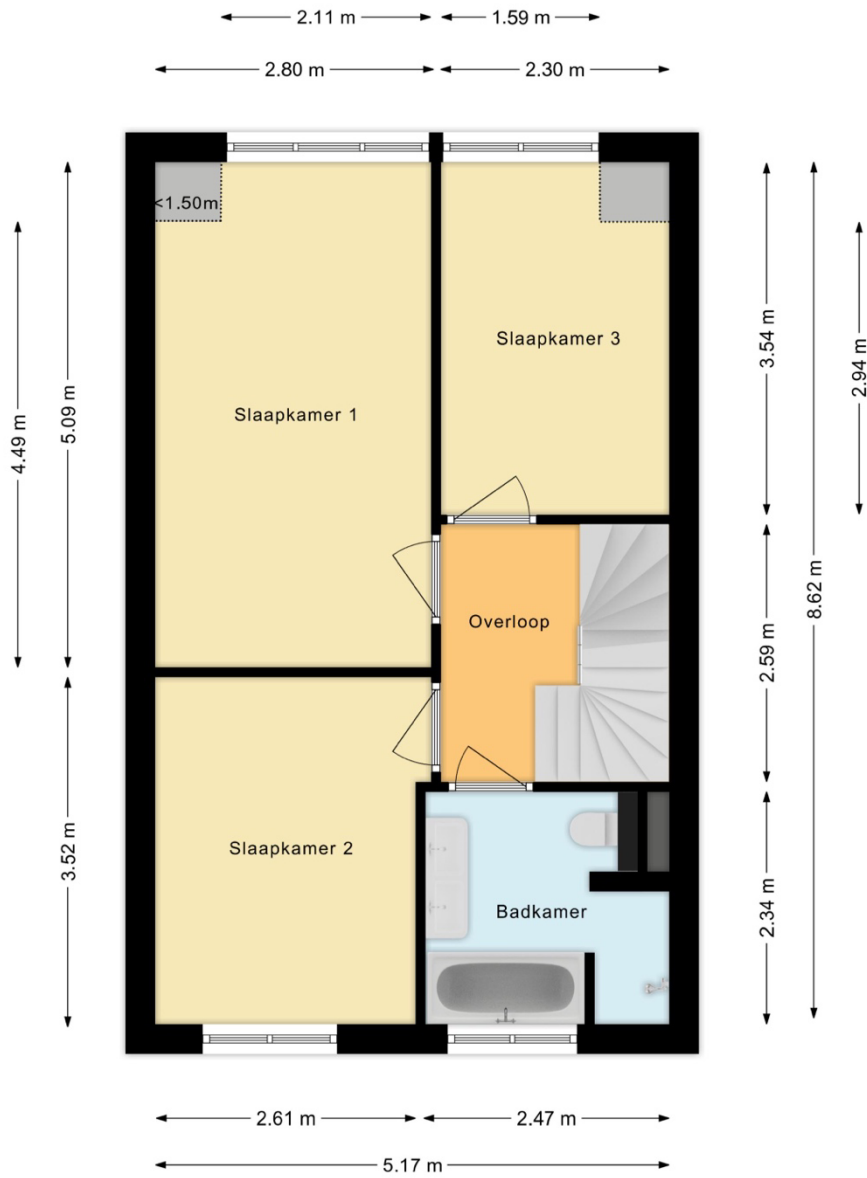 2.11 m
1.59 m
2.80 m
2.30 m
<1.50m
4.49 m
5.09 m
Slaapkamer 1
Slaapkamer 3
3.54 m
2.94 m
8.62 m
Overloop
2.59 m
3.52 m
Slaapkamer 2
Badkamer
2.34 m
2.61 m
2.47 m
5.17 m